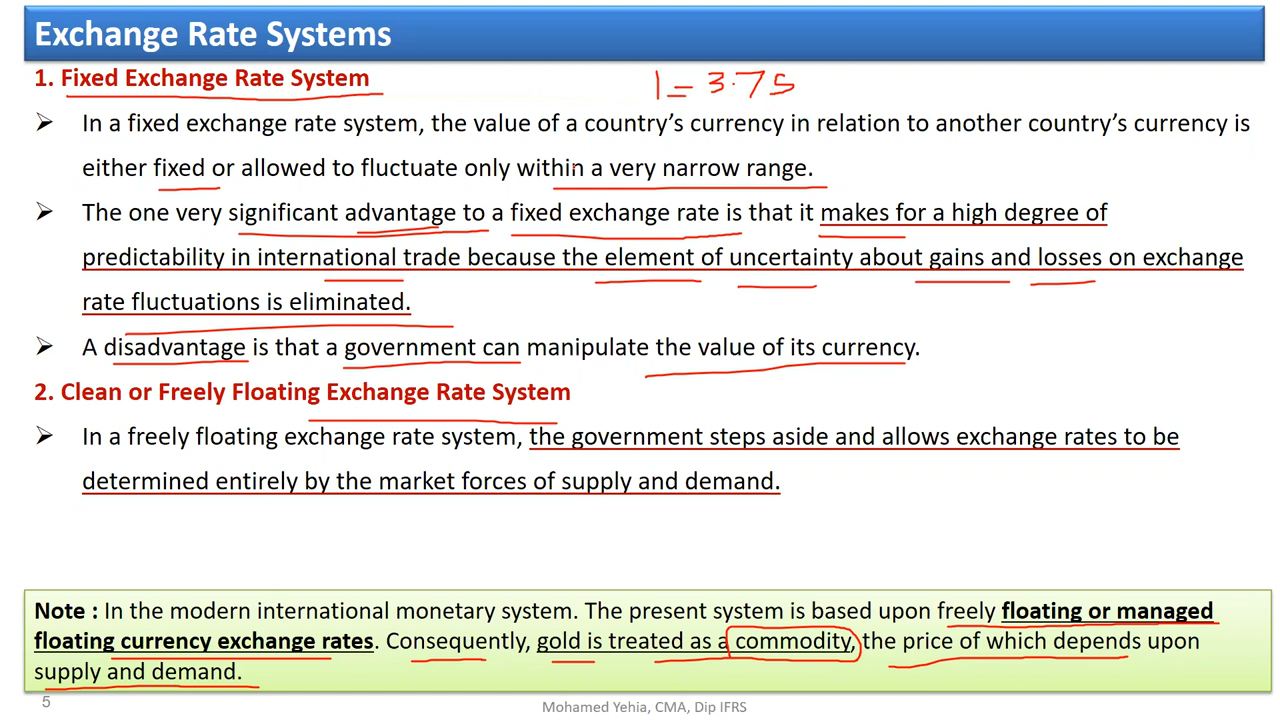 Exchange Rate Systems
1. Fixed Exchange Rate System
1 = 3.75
➢ In a fixed exchange rate system, the value of a country’s currency in relation to another country’s currency is
either fixed or allowed to fluctuate only within a very narrow range.
➢ The one very significant advantage to a fixed exchange rate is that it makes for a high degree of
predictability in international trade because the element of uncertainty about gains and losses on exchange
rate fluctuations is eliminated.
➢ A disadvantage is that a government can manipulate the value of its currency.
2. Clean or Freely Floating Exchange Rate System
➢ In a freely floating exchange rate system, the government steps aside and allows exchange rates to be
determined entirely by the market forces of supply and demand.
Note : In the modern international monetary system. The present system is based upon freely floating or managed
floating currency exchange rates. Consequently, gold is treated as a commodity, the price of which depends upon
supply and demand.
5
Mohamed Yehia, CMA, Dip IFRS